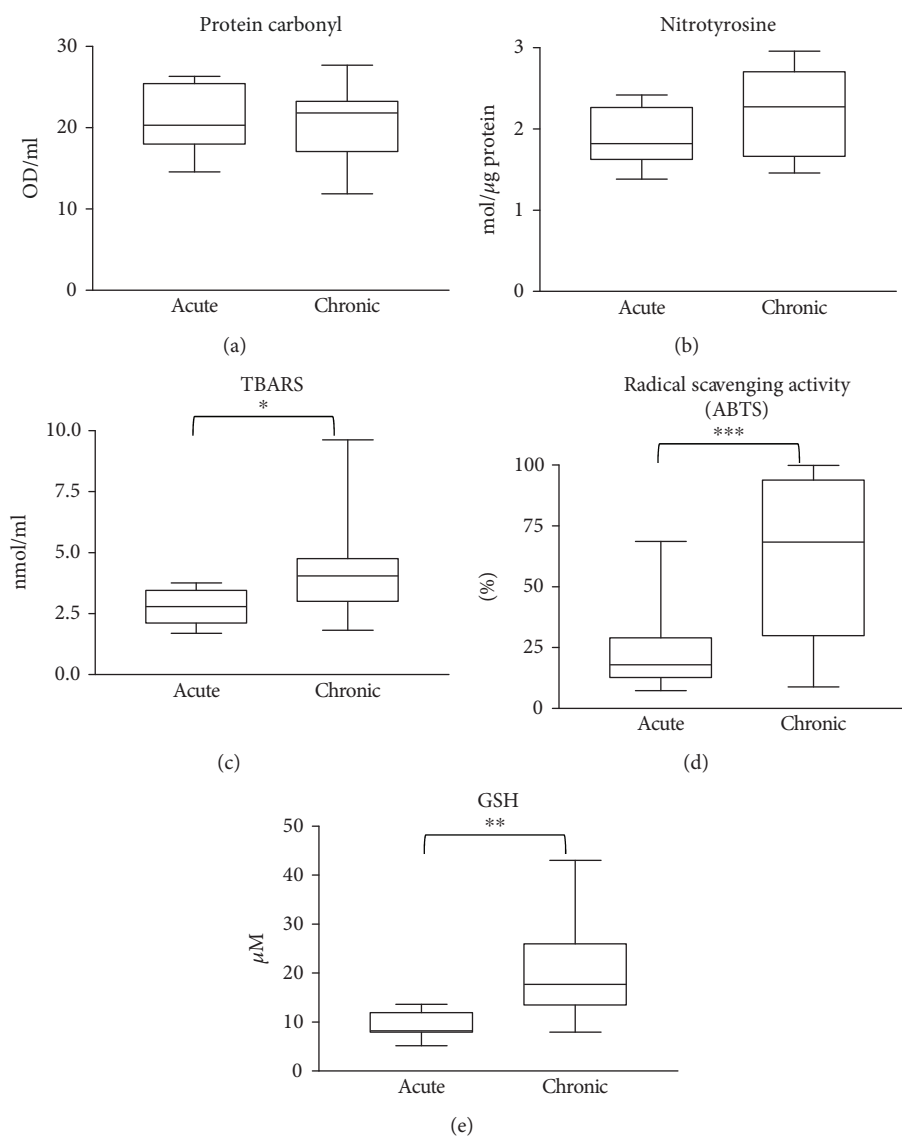 Protein carbonyl
30
20
10
0
OD/ml
Acute
Chronic
(a)
Nitrotyrosine
3
2
1
0
mol/µg protein
Acute
Chronic
(b)
TBARS
*
10.0
7.5
5.0
2.5
0.0
nmol/ml
Acute
Chronic
(c)
Radical scavenging activity
(ABTS)
***
100
75
50
25
0
(%)
Acute
Chronic
(d)
GSH
**
50
40
30
20
10
0
µM
Acute
Chronic
(e)